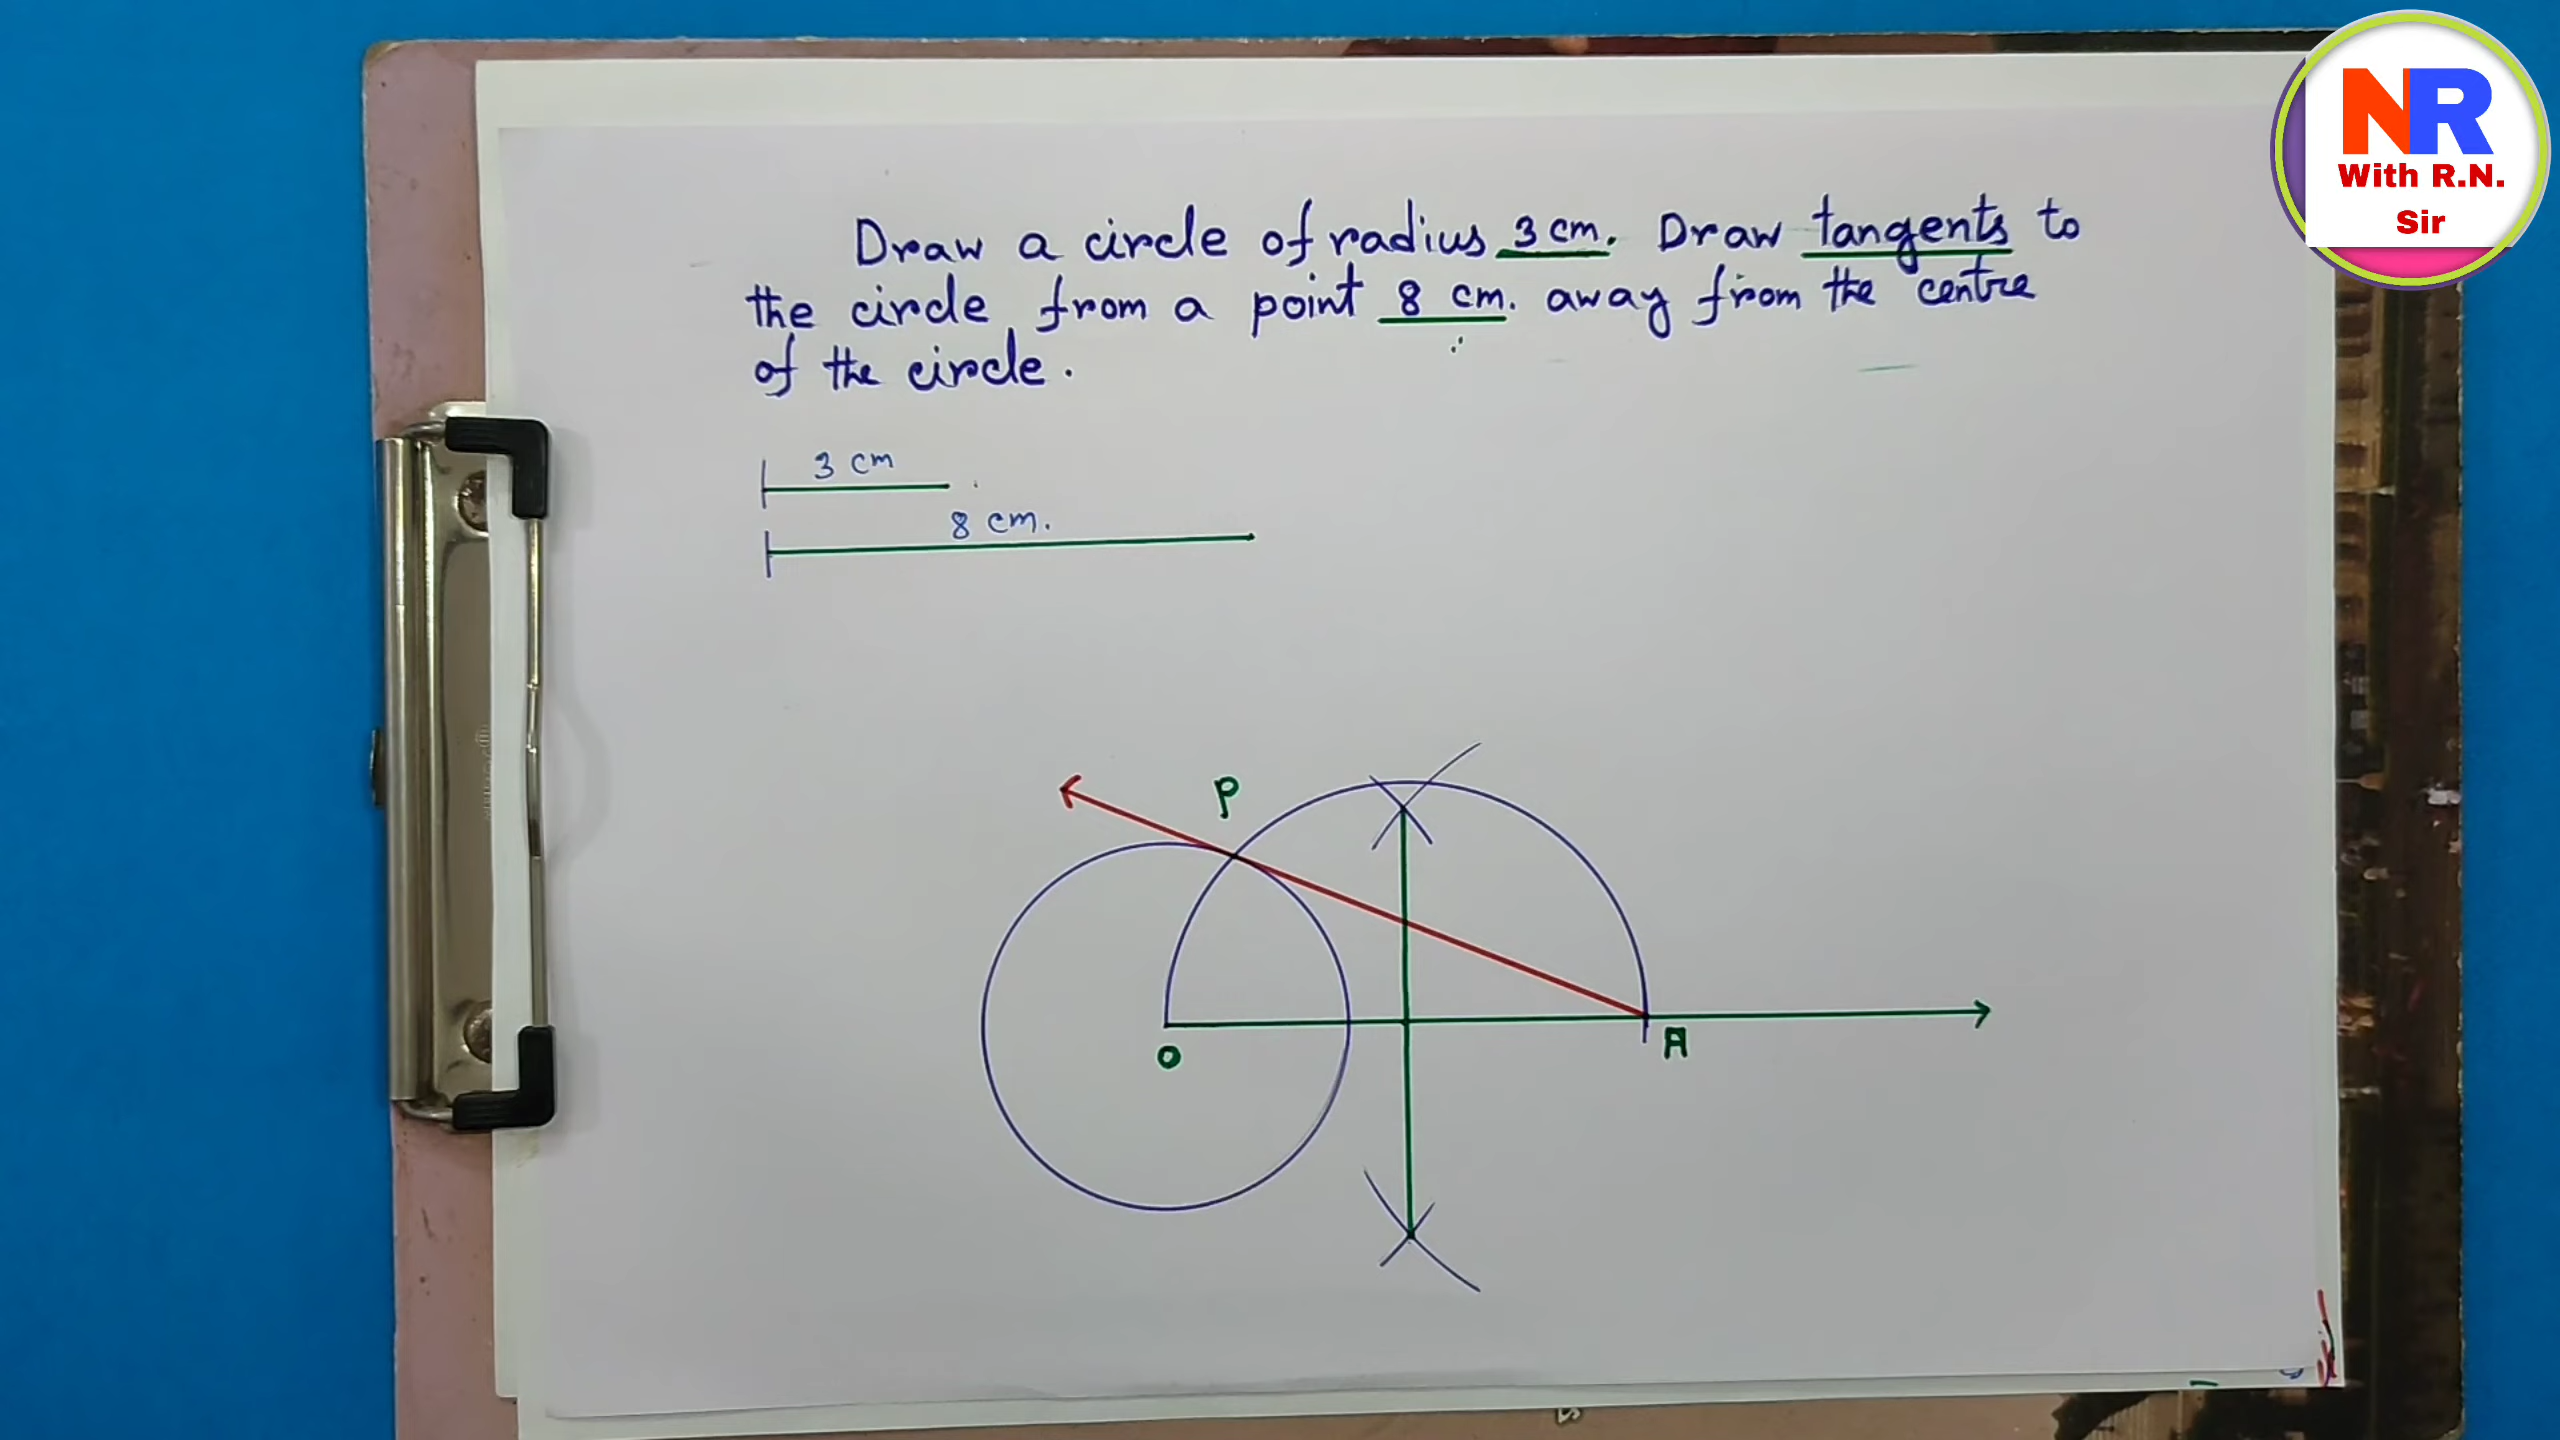 NR
With R.N.
Sir
Draw a circle of radius 3 cm. Draw tangents to
the circle from a point 8 cm. away from the centre
of the circle.
3 cm
8 cm.
P
O
A